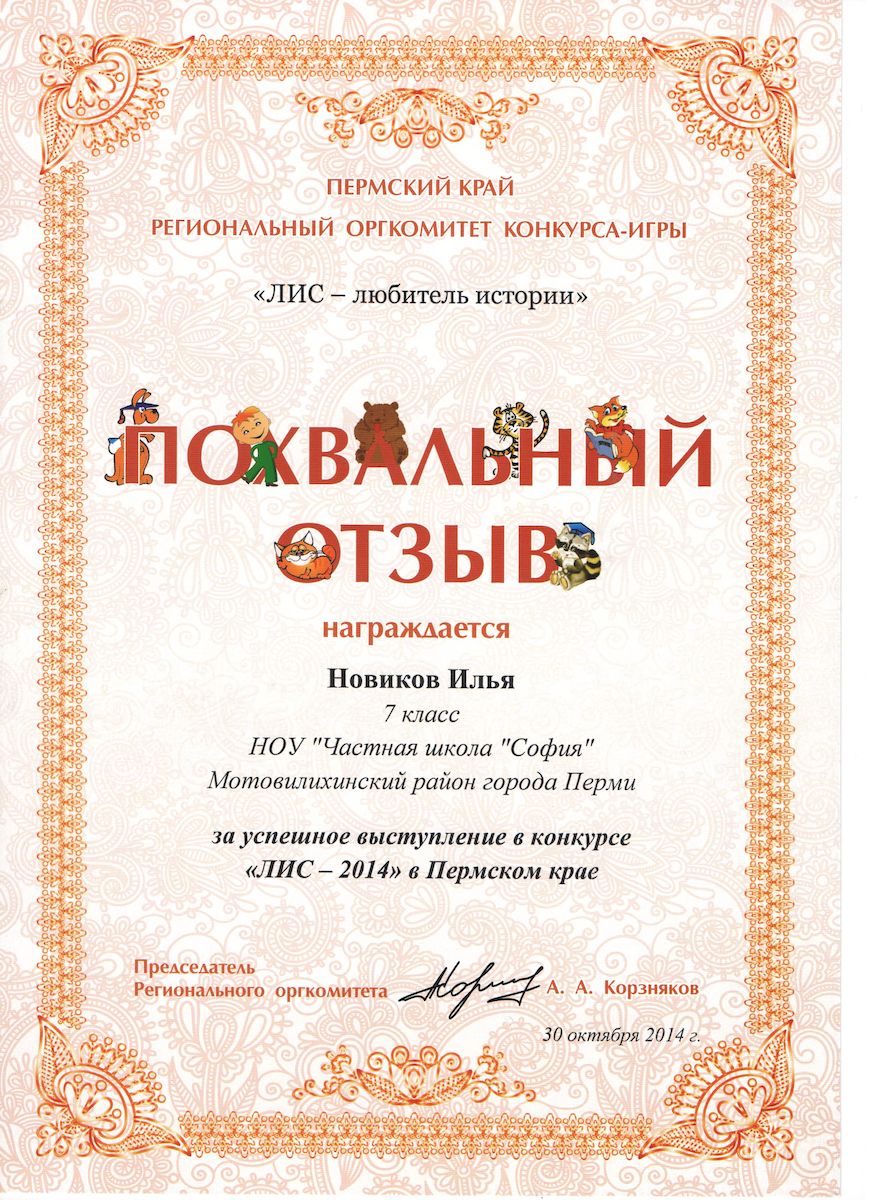 ПЕРМСКИЙ КРАЙ
РЕГИОНАЛЬНЫЙ ОРГКОМИТЕТ КОНКУРСА-ИГРЫ
«ЛИС – любитель истории»
ПОХВАЛЬНЫЙ
ОТЗЫВ
награждается
Новиков Илья
7 класс
НОУ "Частная школа "София"
Мотовилихинский район города Перми
за успешное выступление в конкурсе
«ЛИС – 2014» в Пермском крае
Председатель
Регионального оргкомитета
А. А. Корзняков
30 октября 2014 г.